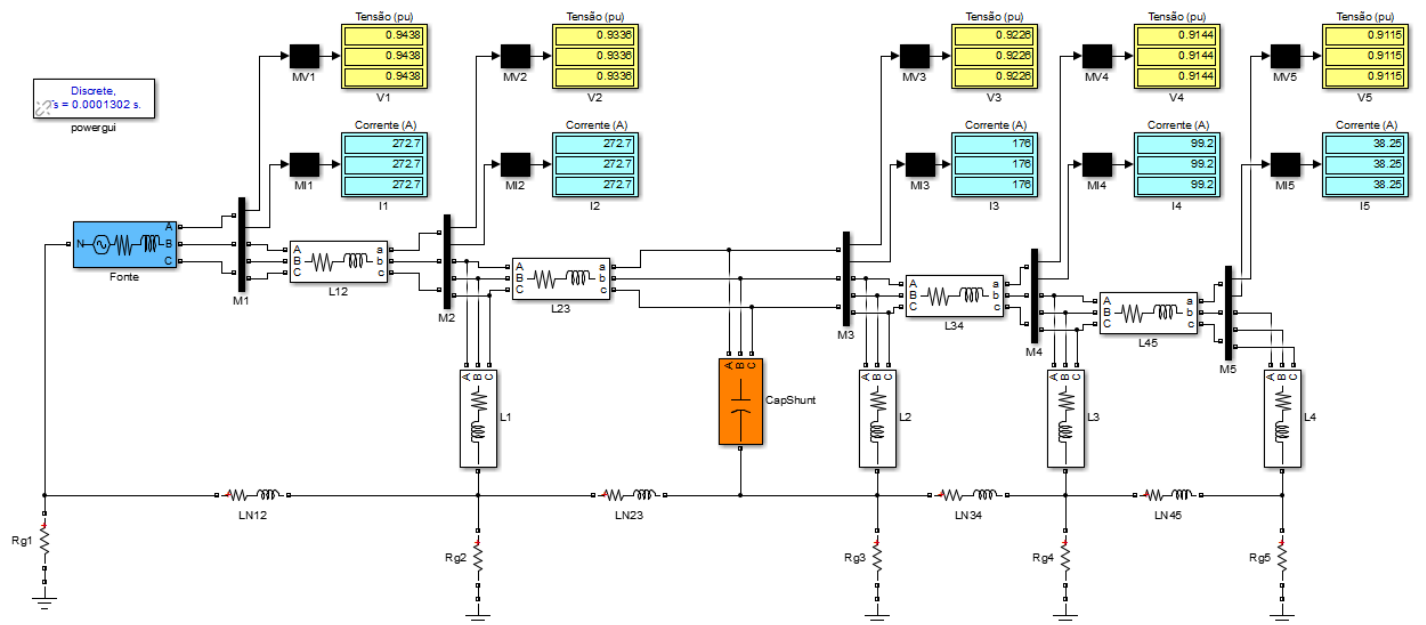 Tensão (pu)
0.9438
0.9438
0.9438
V1
MV1
Tensão (pu)
0.9336
0.9336
0.9336
V2
MV2
Tensão (pu)
0.9226
0.9226
0.9226
V3
MV3
Tensão (pu)
0.9144
0.9144
0.9144
V4
MV4
Tensão (pu)
0.9115
0.9115
0.9115
V5
MV5
Discrete,
s = 0.0001302 s.
powergui
Corrente (A)
272.7
272.7
272.7
I1
MI1
Corrente (A)
272.7
272.7
272.7
I2
MI2
Corrente (A)
176
176
176
I3
MI3
Corrente (A)
99.2
99.2
99.2
I4
MI4
Corrente (A)
38.25
38.25
38.25
I5
MI5
N
A
B
C
Fonte
M1
A
B
C
a
b
c
L12
M2
A
B
C
a
b
c
L23
M3
A
B
C
a
b
c
L34
M4
A
B
C
a
b
c
L45
M5
A B C
L1
A B C
CapShunt
A B C
L2
A B C
L3
A B C
L4
LN12
LN23
LN34
LN45
Rg1
Rg2
Rg3
Rg4
Rg5